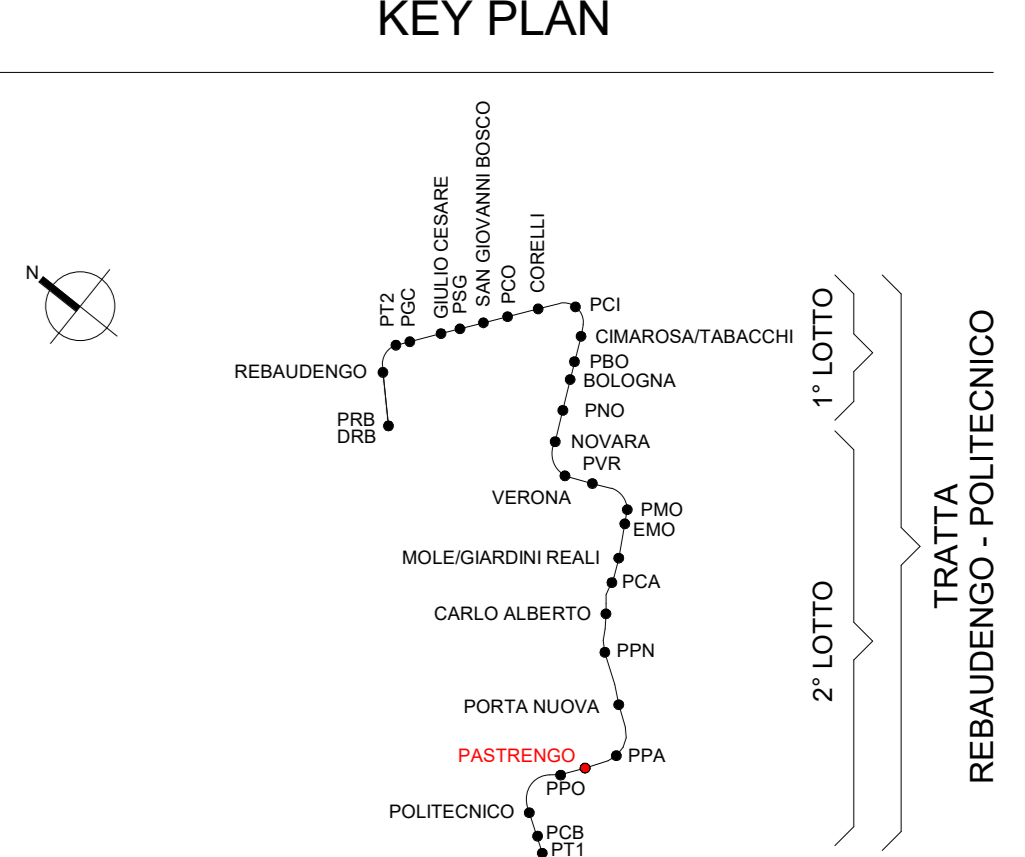 KEY PLAN
N
PT2
PGC
GIULIO CESARE
PSG
SAN GIOVANNI BOSCO
PCO
CORELLI
PCI
CIMAROSA/TABACCHI
REBAUDENGO
PBO
BOLOGNA
PRB
DRB
PNO
NOVARA
PVR
VERONA
PMO
EMO
MOLE/GIARDINI REALI
PCA
CARLO ALBERTO
PPN
PORTA NUOVA
PASTRENGO
PPA
PPO
POLITECNICO
PCB
PT1
1° LOTTO
2° LOTTO
TRATTA
REBAUDENGO - POLITECNICO